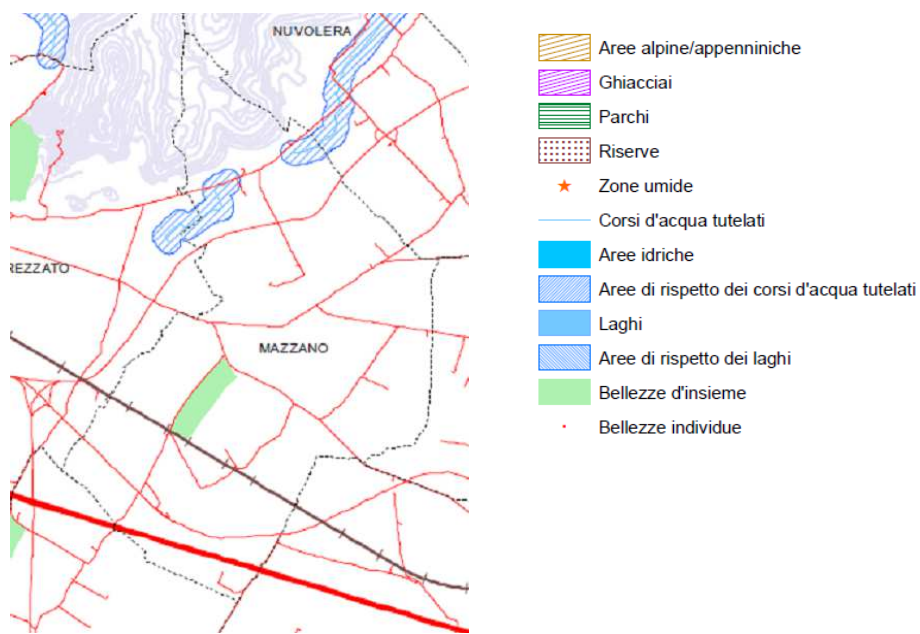 NUVOLERA
REZZATO
MAZZANO
Aree alpine/appenniniche
Ghiacciai
Parchi
Riserve
Zone umide
Corsi d'acqua tutelati
Aree idriche
Aree di rispetto dei corsi d'acqua tutelati
Laghi
Aree di rispetto dei laghi
Bellezze d'insieme
Bellezze individue